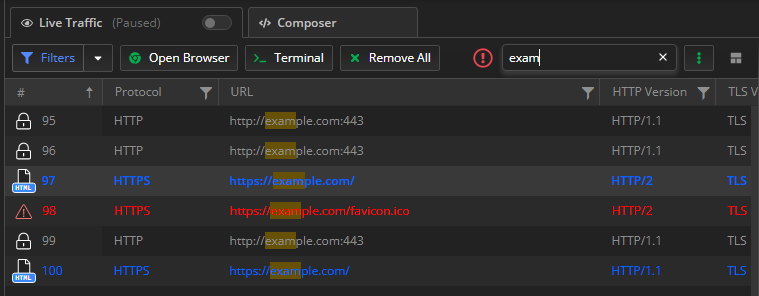 Live Traffic (Paused) </> Composer
Filters Open Browser >_ Terminal Remove All exam ×
# ↑ Protocol URL HTTP Version TLS V
95 HTTP http://example.com:443 HTTP/1.1 TLS
96 HTTP http://example.com:443 HTTP/1.1 TLS
HTML 97 HTTPS https://example.com/ HTTP/2 TLS
98 HTTPS https://example.com/favicon.ico HTTP/2 TLS
99 HTTP http://example.com:443 HTTP/1.1 TLS
HTML 100 HTTPS https://example.com/ HTTP/1.1 TLS